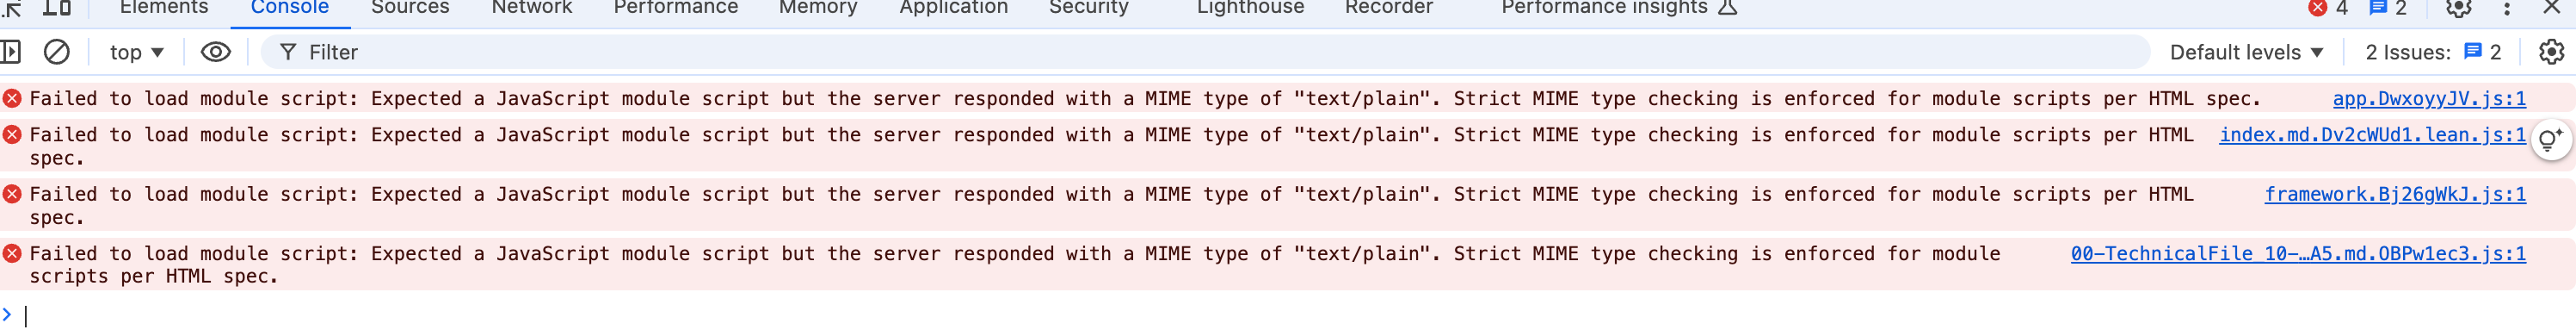 Elements Console Sources Network Performance Memory Application Security Lighthouse Recorder Performance insights 4 2
top Filter Default levels 2 Issues: 2
Failed to load module script: Expected a JavaScript module script but the server responded with a MIME type of "text/plain". Strict MIME type checking is enforced for module scripts per HTML spec. app.DwxoyyJV.js:1
Failed to load module script: Expected a JavaScript module script but the server responded with a MIME type of "text/plain". Strict MIME type checking is enforced for module scripts per HTML index.md.Dv2cWUd1.lean.js:1
spec.
Failed to load module script: Expected a JavaScript module script but the server responded with a MIME type of "text/plain". Strict MIME type checking is enforced for module scripts per HTML framework.Bj26gWkJ.js:1
spec.
Failed to load module script: Expected a JavaScript module script but the server responded with a MIME type of "text/plain". Strict MIME type checking is enforced for module 00-TechnicalFile_10-…A5.md.OBPw1ec3.js:1
scripts per HTML spec.